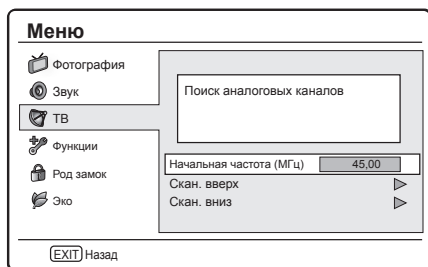 Меню
Фотография
Звук
ТВ
Функции
Род замок
Эко
Поиск аналоговых каналов
Начальная частота (МГц) 45,00
Скан. вверх
Скан. вниз
EXIT Назад